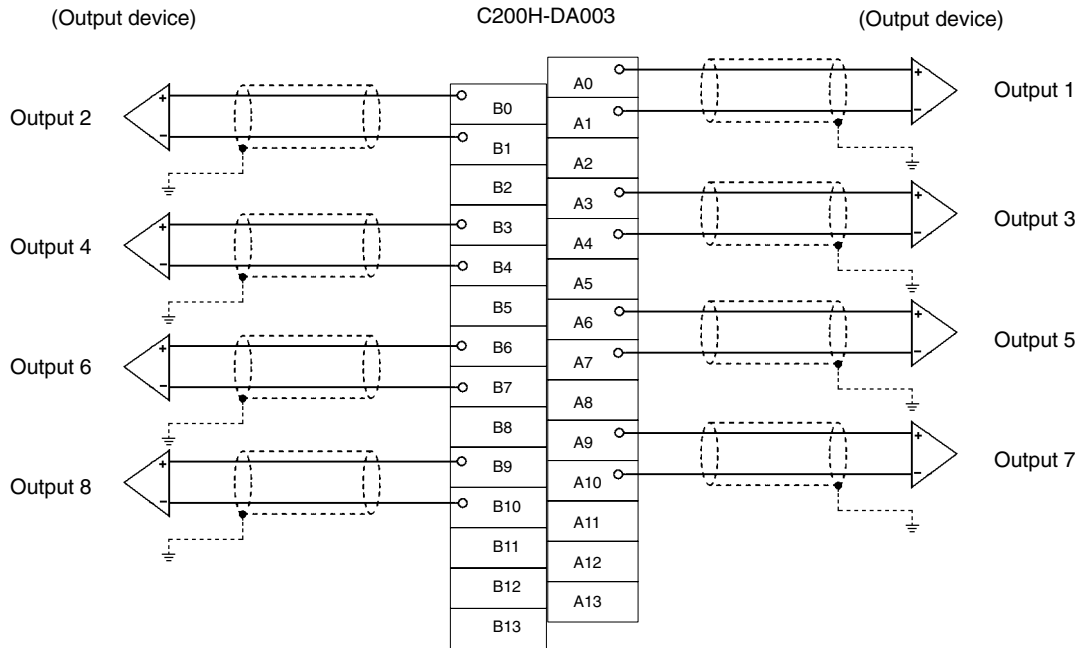 (Output device)
C200H-DA003
(Output device)
Output 2
+
−
B0
B1
B2
Output 4
+
−
B3
B4
B5
Output 6
+
−
B6
B7
B8
Output 8
+
−
B9
B10
B11
B12
B13
A0
A1
+
−
Output 1
A2
A3
A4
+
−
Output 3
A5
A6
A7
+
−
Output 5
A8
A9
A10
+
−
Output 7
A11
A12
A13